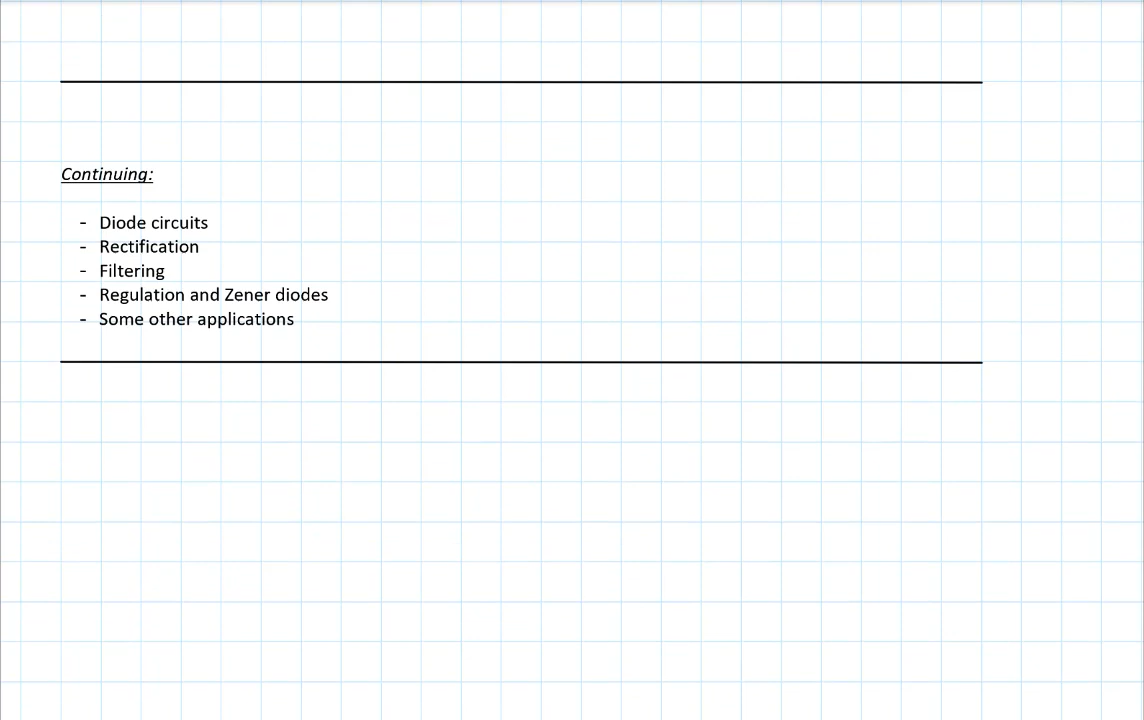 Continuing:
- Diode circuits
- Rectification
- Filtering
- Regulation and Zener diodes
- Some other applications